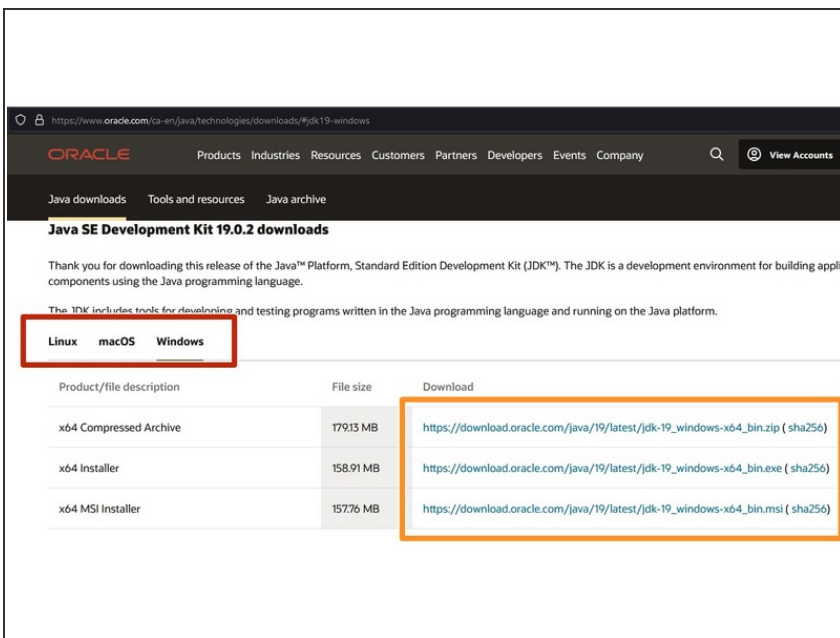 https://www.oracle.com/ca-en/java/technologies/downloads/#jdk19-windows
ORACLE Products Industries Resources Customers Partners Developers Events Company View Accounts
Java downloads Tools and resources Java archive
Java SE Development Kit 19.0.2 downloads
Thank you for downloading this release of the Java™ Platform, Standard Edition Development Kit (JDK™). The JDK is a development environment for building appli
components using the Java programming language.
The JDK includes tools for developing and testing programs written in the Java programming language and running on the Java platform.
Linux macOS Windows
Product/file description File size Download
x64 Compressed Archive 179.13 MB https://download.oracle.com/java/19/latest/jdk-19_windows-x64_bin.zip ( sha256)
x64 Installer 158.91 MB https://download.oracle.com/java/19/latest/jdk-19_windows-x64_bin.exe ( sha256)
x64 MSI Installer 157.76 MB https://download.oracle.com/java/19/latest/jdk-19_windows-x64_bin.msi ( sha256)